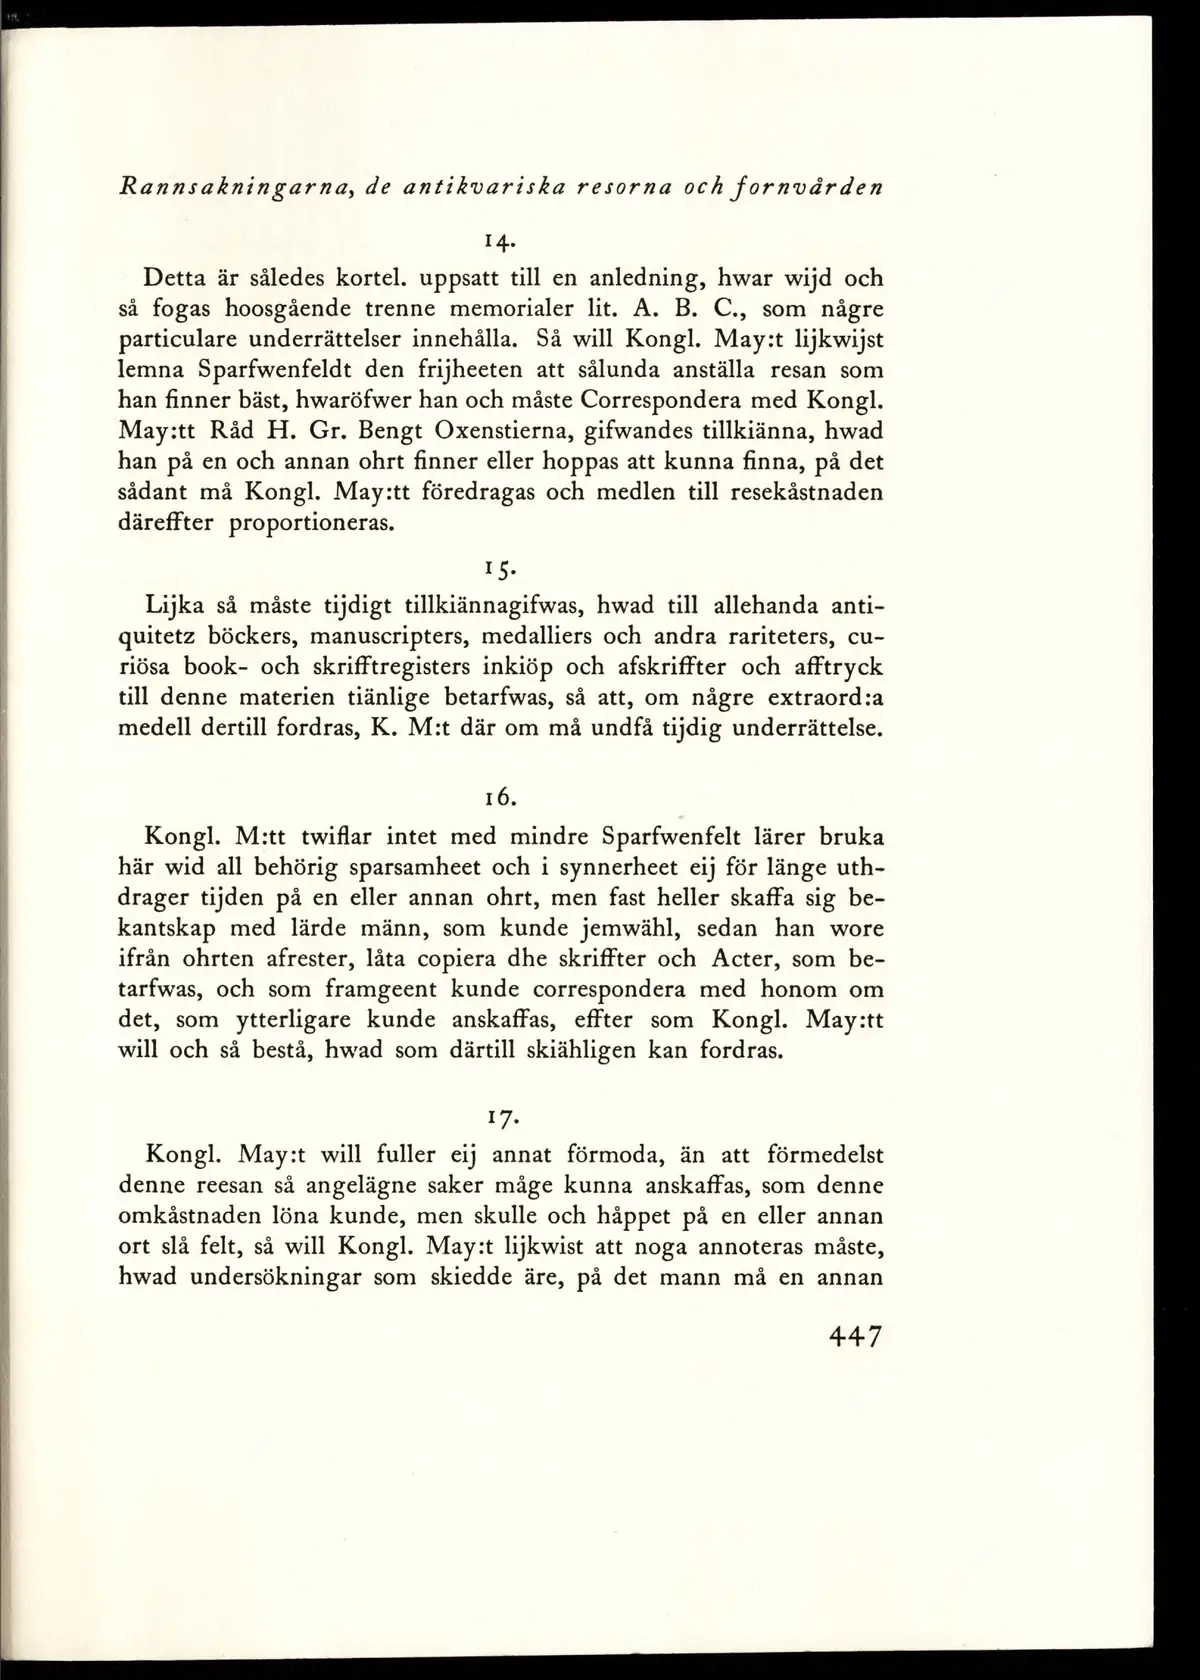 Rannsakningarna, de antikvariska resorna och fornvården
14.
Detta är således kortel. uppsatt till en anledning, hwar wijd och
så fogas hoosgående trenne memorialer lit. A. B. C., som någre
particulare underrättelser innehålla. Så will Kongl. May:t lijkwijst
lemna Sparfwenfeldt den frijheeten att sålunda anställa resan som
han finner bäst, hwaröfwer han och måste Correspondera med Kongl.
May:tt Råd H. Gr. Bengt Oxenstierna, gifwandes tillkiänna, hwad
han på en och annan ohrt finner eller hoppas att kunna finna, på det
sådant må Kongl. May:tt föredragas och medlen till resekåstnaden
däreffter proportioneras.
15.
Lijka så måste tijdigt tillkiännagifwas, hwad till allehanda anti-
quitetz böckers, manuscripters, medalliers och andra rariteters, cu-
riösa book- och skrifftregisters inkiöp och afskriffter och afftryck
till denne materien tiänlige betarfwas, så att, om någre extraord:a
medell dertill fordras, K. M:t där om må undfå tijdig underrättelse.
16.
Kongl. M:tt twiflar intet med mindre Sparfwenfelt lärer bruka
här wid all behörig sparsamheet och i synnerheet eij för länge uth-
drager tijden på en eller annan ohrt, men fast heller skaffa sig be-
kantskap med lärde männ, som kunde jemwähl, sedan han wore
ifrån ohrten afrester, låta copiera dhe skriffter och Acter, som be-
tarfwas, och som framgeent kunde correspondera med honom om
det, som ytterligare kunde anskaffas, effter som Kongl. May:tt
will och så bestå, hwad som därtill skiähligen kan fordras.
17.
Kongl. May:t will fuller eij annat förmoda, än att förmedelst
denne reesan så angelägne saker måge kunna anskaffas, som denne
omkåstnaden löna kunde, men skulle och håppet på en eller annan
ort slå felt, så will Kongl. May:t lijkwist att noga annoteras måste,
hwad undersökningar som skiedde äre, på det mann må en annan
447